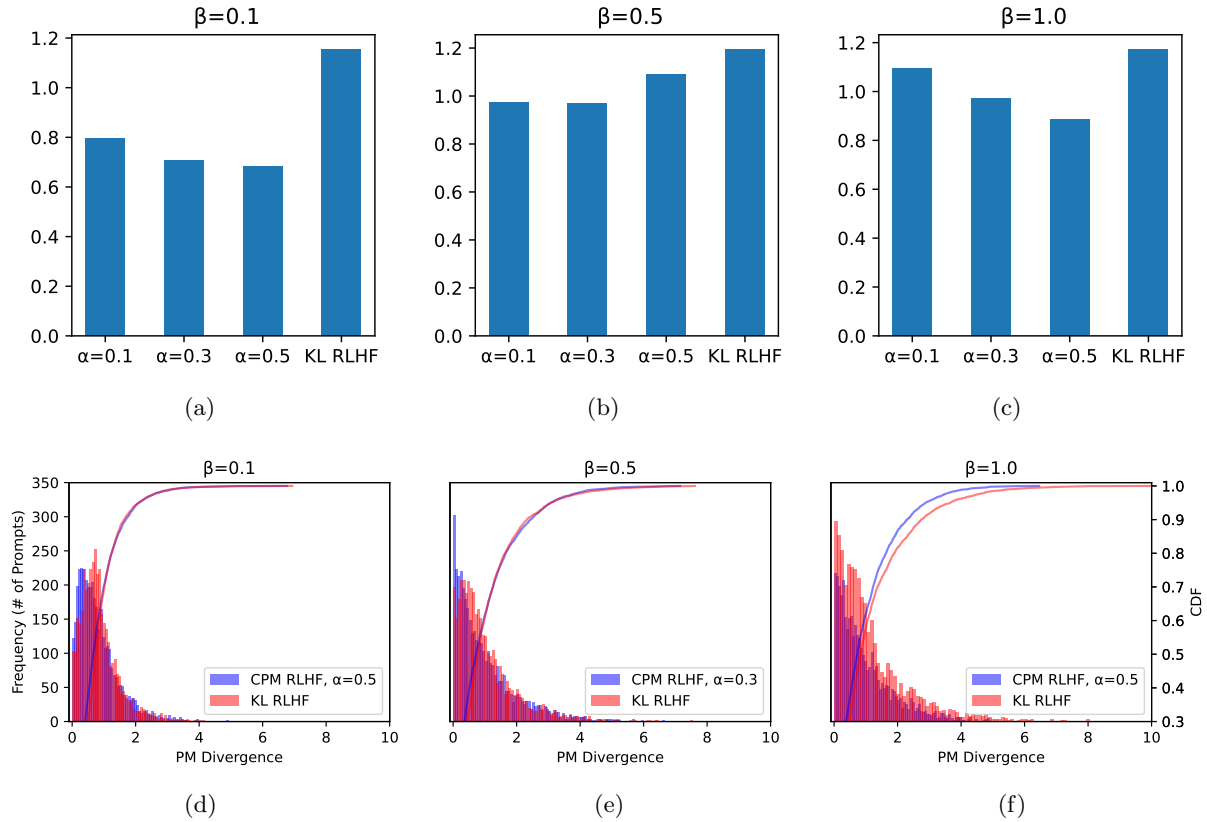 β=0.1
1.2
1.0
0.8
0.6
0.4
0.2
0.0
α=0.1 α=0.3 α=0.5 KL RLHF
(a)
β=0.5
1.2
1.0
0.8
0.6
0.4
0.2
0.0
α=0.1 α=0.3 α=0.5 KL RLHF
(b)
β=1.0
1.2
1.0
0.8
0.6
0.4
0.2
0.0
α=0.1 α=0.3 α=0.5 KL RLHF
(c)
β=0.1
Frequency (# of Prompts)
350
300
250
200
150
100
50
0
CPM RLHF, α=0.5
KL RLHF
0 2 4 6 8 10
PM Divergence
(d)
β=0.5
CPM RLHF, α=0.3
KL RLHF
0 2 4 6 8 10
PM Divergence
(e)
β=1.0
1.0
0.9
0.8
0.7
0.6
0.5
0.4
0.3
CDF
CPM RLHF, α=0.5
KL RLHF
0 2 4 6 8 10
PM Divergence
(f)